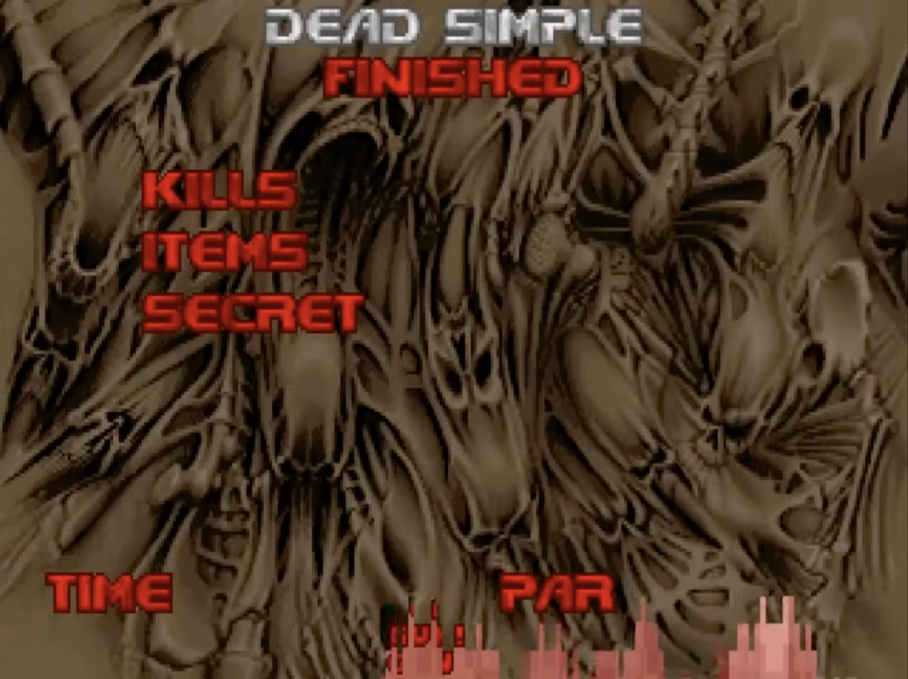 DEAD SIMPLE
FINISHED
KILLS
ITEMS
SECRET
TIME
PAR